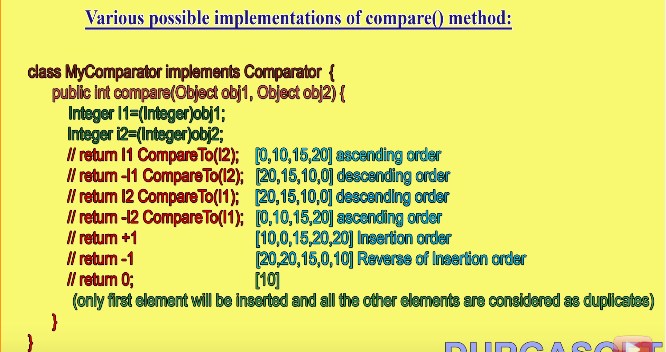 Various possible implementations of compare() method:
class MyComparator implements Comparator {
public int compare(Object obj1, Object obj2) {
Integer I1=(Integer)obj1;
Integer i2=(Integer)obj2;
// return I1 CompareTo(I2); [0,10,15,20] ascending order
// return -I1 CompareTo(I2); [20,15,10,0] descending order
// return I2 CompareTo(I1); [20,15,10,0] descending order
// return -I2 CompareTo(I1); [0,10,15,20] ascending order
// return +1 [10,0,15,20,20] Insertion order
// return -1 [20,20,15,0,10] Reverse of Insertion order
// return 0; [10]
(only first element will be inserted and all the other elements are considered as duplicates)
}
}